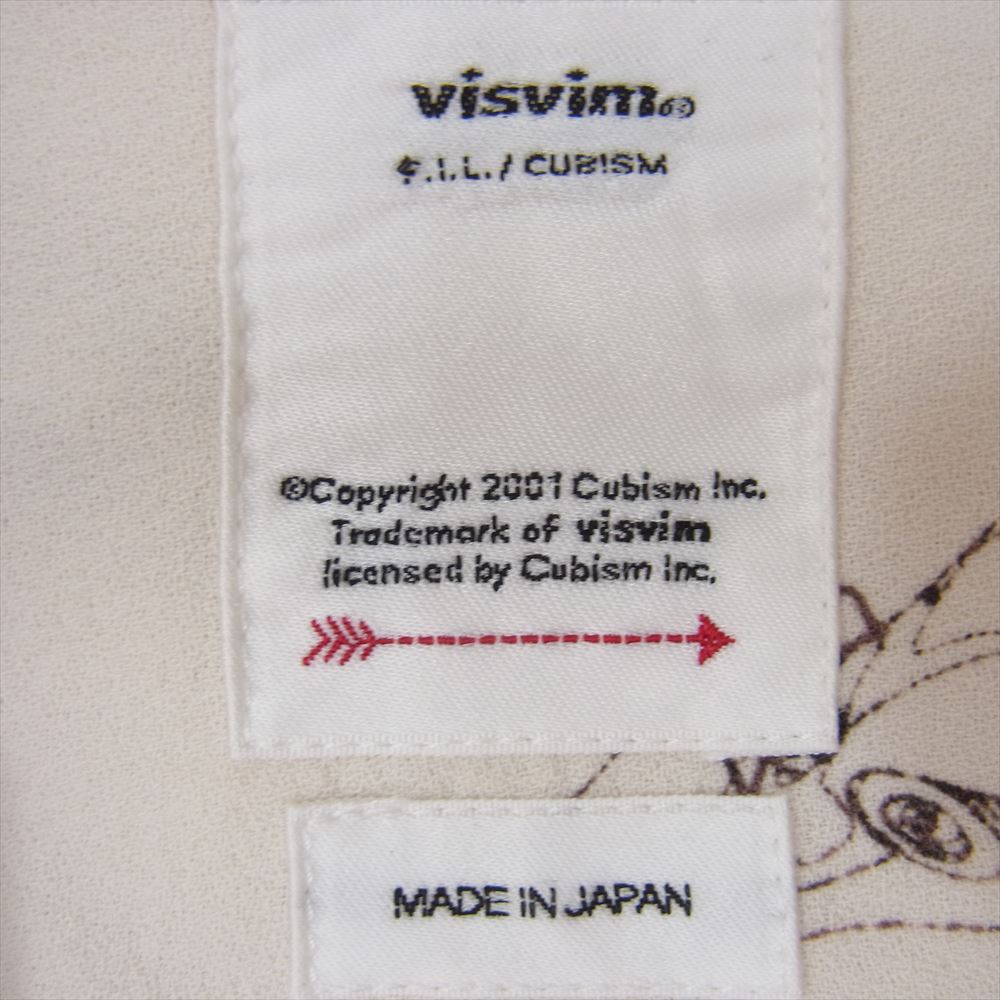 visvim®
F.I.L. / CUBISM
©Copyright 2001 Cubism Inc.
Trademark of visvim
licensed by Cubism Inc.
MADE IN JAPAN